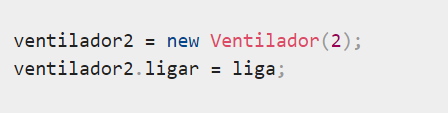 ventilador2 = new Ventilador(2);
ventilador2.ligar = liga;